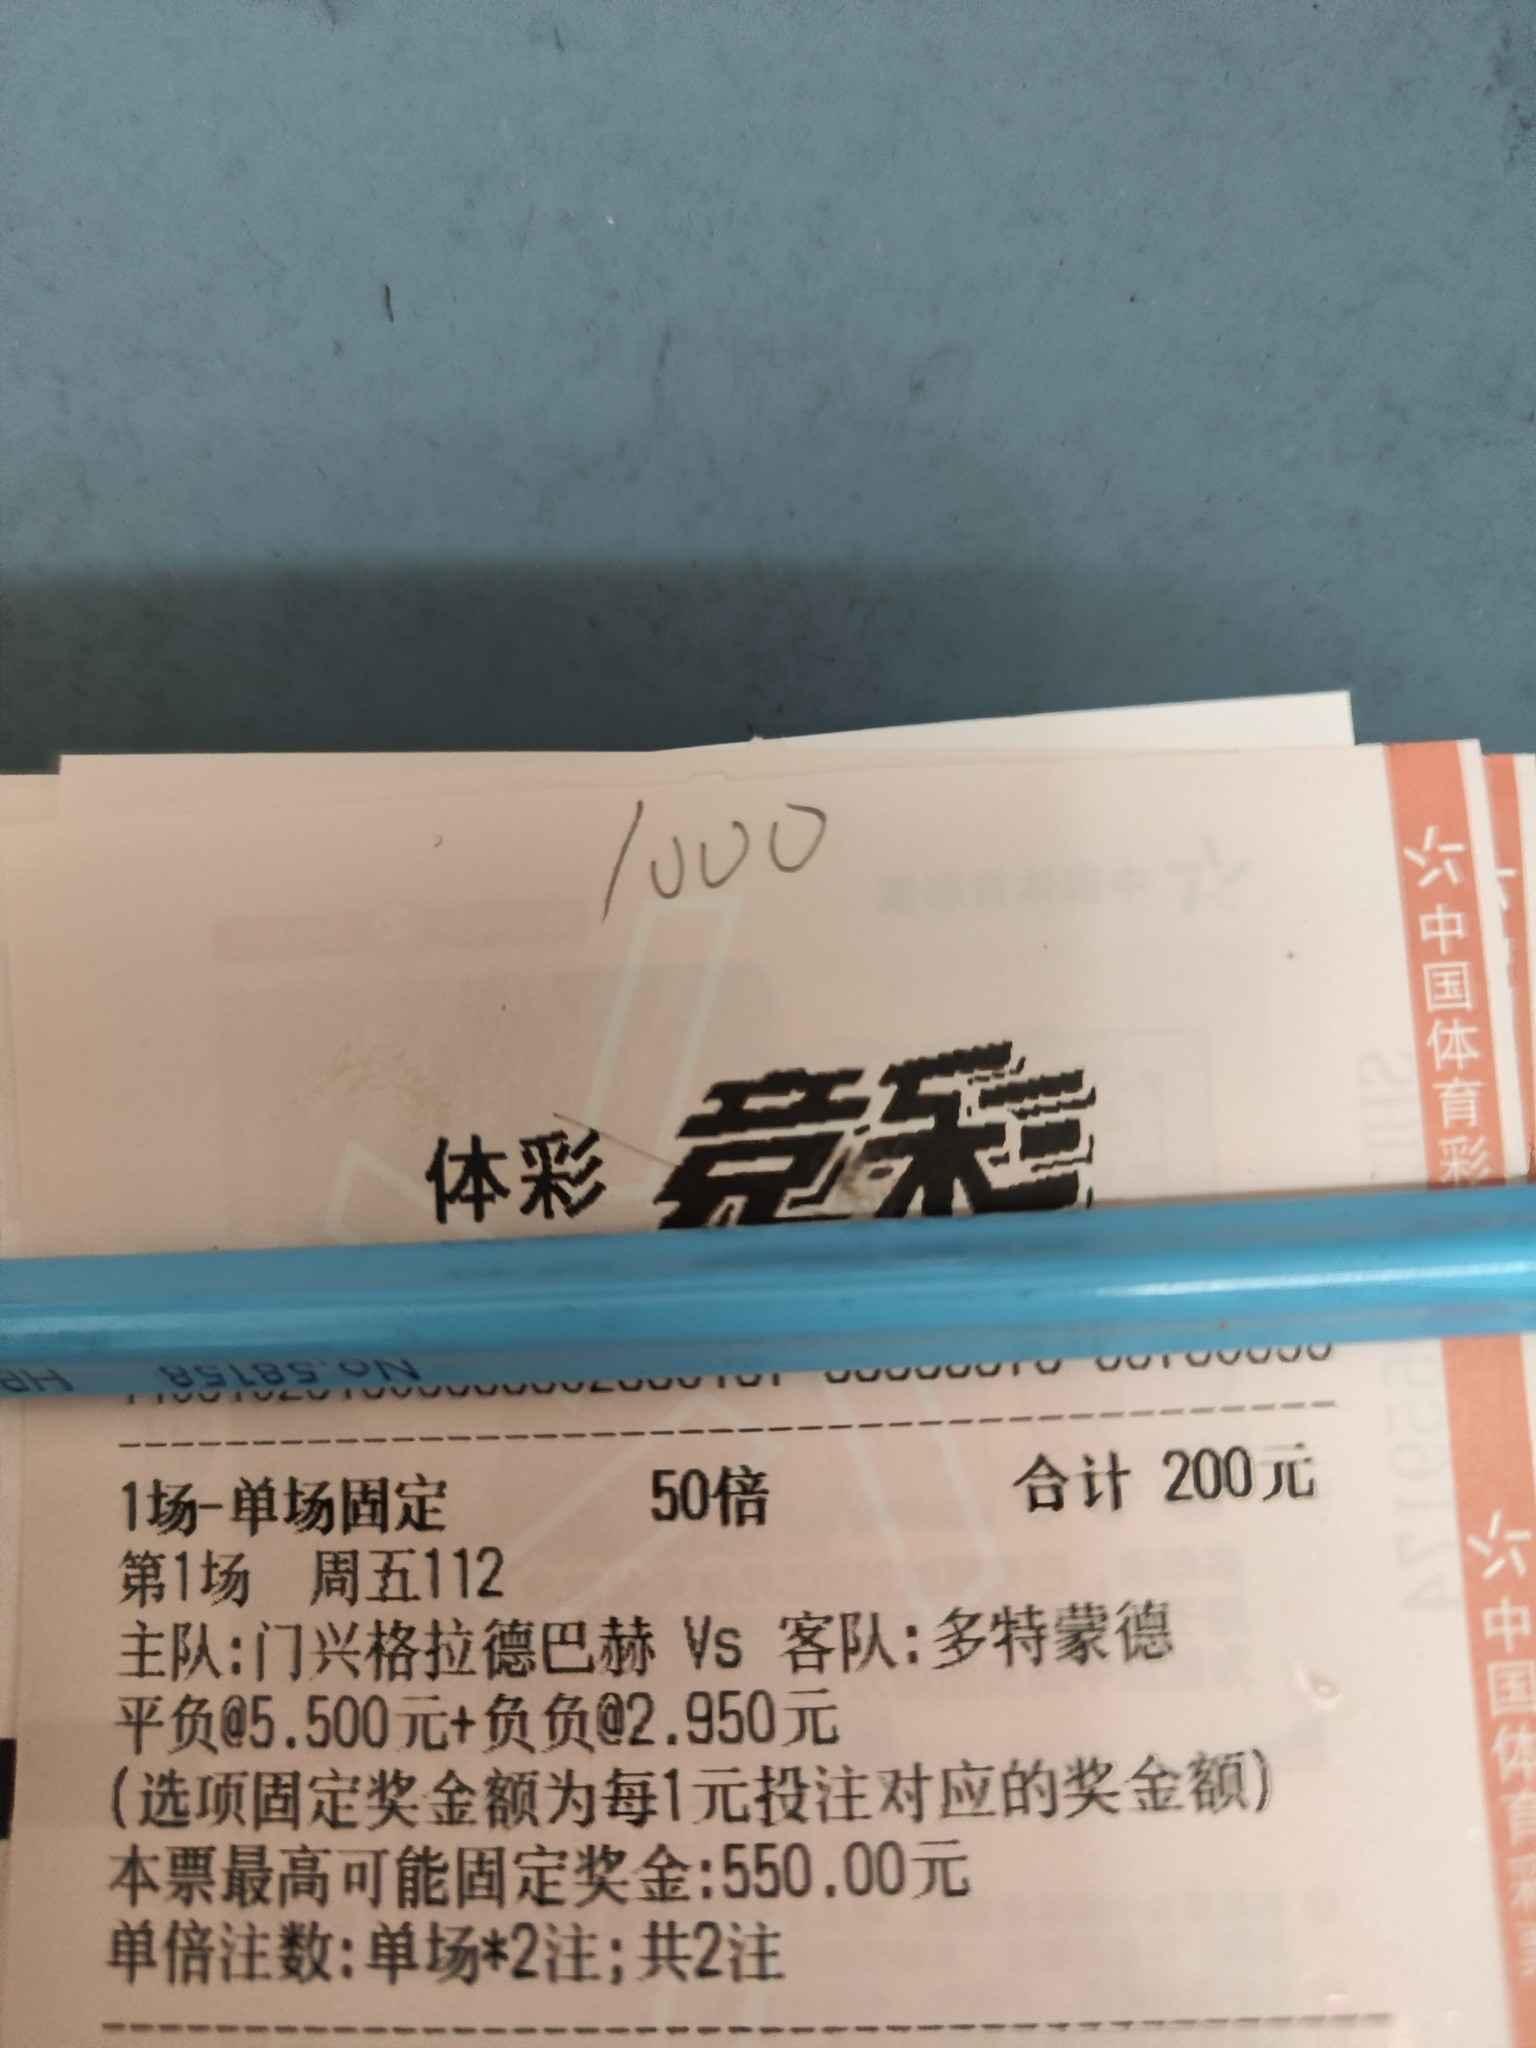 1000
体彩 竞彩
No.58158
1场-单场固定 50倍 合计 200元
第1场 周五112
主队:门兴格拉德巴赫 Vs 客队:多特蒙德
平负@5.500元+负负@2.950元
(选项固定奖金额为每1元投注对应的奖金额)
本票最高可能固定奖金:550.00元
单倍注数:单场*2注;共2注
中国体育彩
中国体育彩票